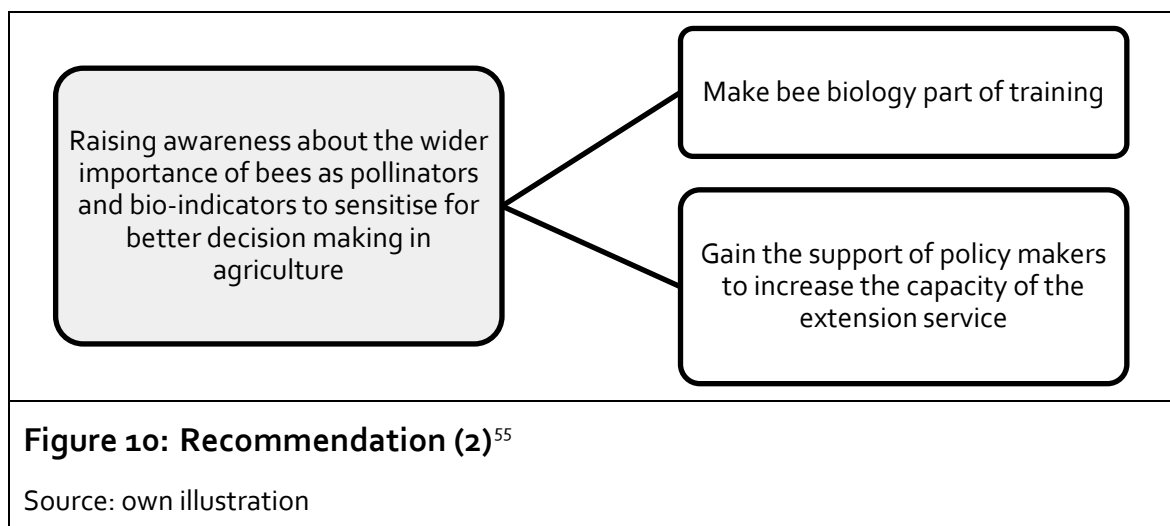 Raising awareness about the wider
importance of bees as pollinators
and bio-indicators to sensitise for
better decision making in
agriculture
Make bee biology part of training
Gain the support of policy makers
to increase the capacity of the
extension service
Figure 10: Recommendation (2)⁵⁵
Source: own illustration